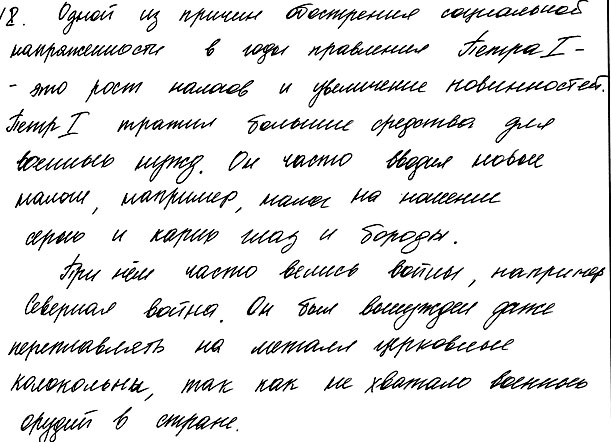 18. Одной из причин обострения социальной
напряженности в годы правления Петра I -
- это рост налогов и увеличение повинностей.
Петр I тратил большие средства для
военных нужд. Он часто вводил новые
налоги, например, налог на ношение
серых и карих глаз и бороды.
При нём часто велись войны, например
Северная война. Он был вынужден даже
переплавлять на металл церковные
колокольны, так как не хватало военных
орудий в стране.